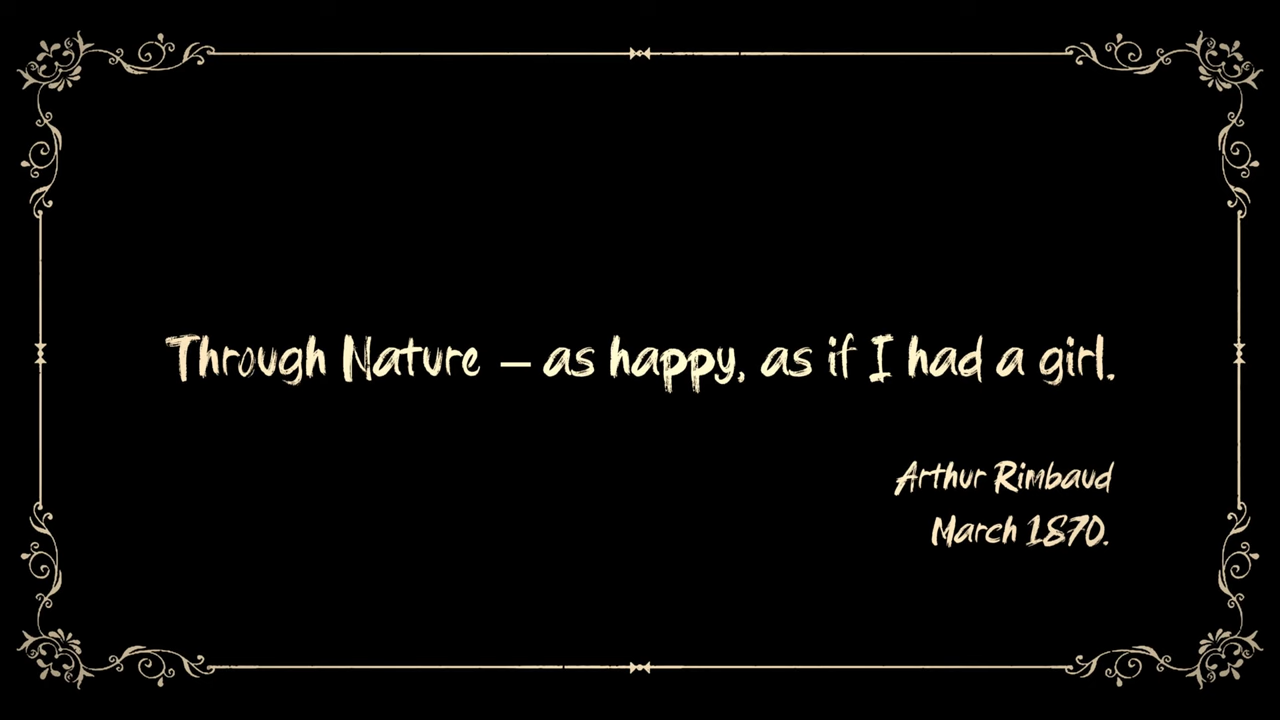 Through Nature – as happy, as if I had a girl.
Arthur Rimbaud
March 1870.